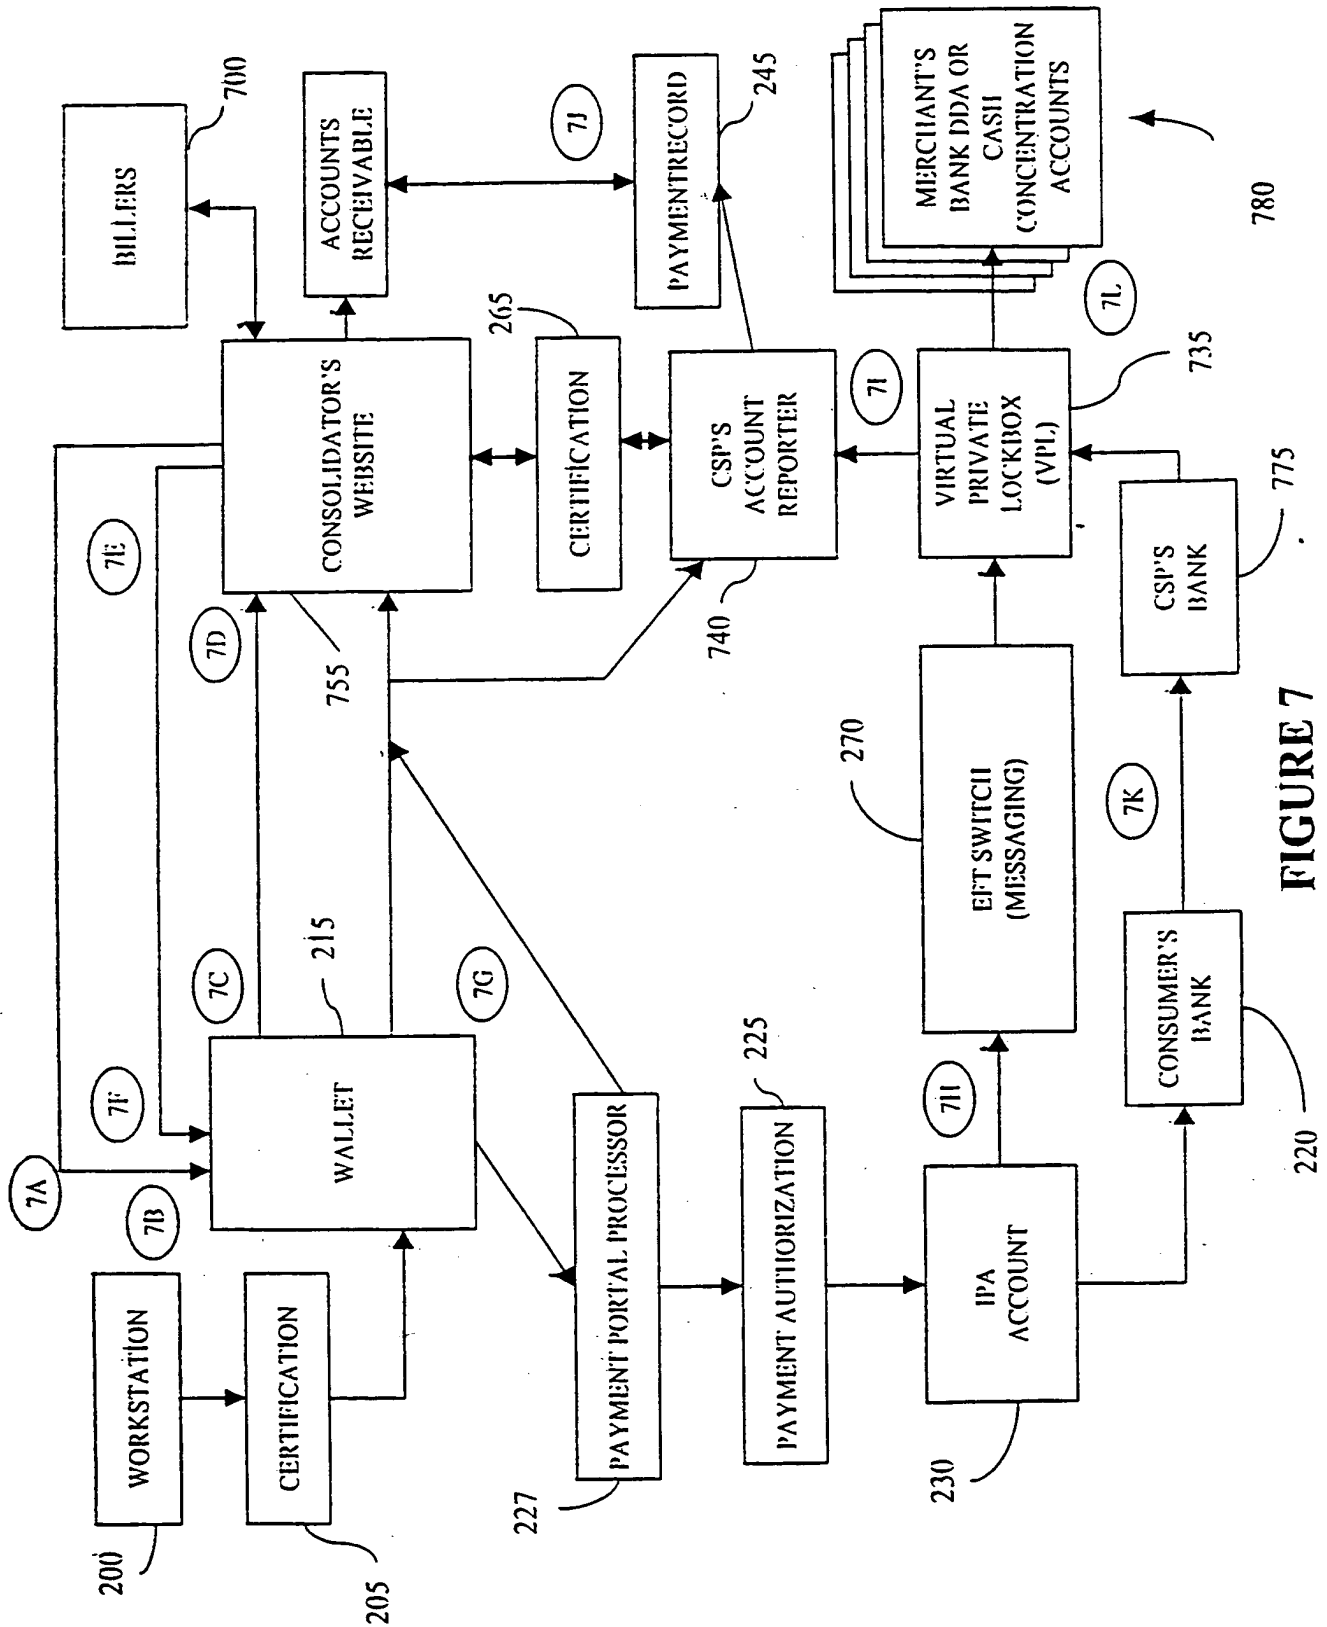 7A
7B
7F
7C
7E
7D
WORKSTATION
200
CERTIFICATION
205
WALLET
215
CONSOLIDATOR'S
WEBSITE
755
BILLERS
700
ACCOUNTS
RECEIVABLE
7J
7G
CERTIFICATION
265
PAYMENT PORTAL PROCESSOR
227
CSP'S
ACCOUNT
REPORTER
740
PAYMENTRECORD
245
PAYMENT AUTHORIZATION
225
7I
IPA
ACCOUNT
230
7H
EFT SWITCH
(MESSAGING)
270
VIRTUAL
PRIVATE
LOCKBOX
(VPL)
735
MERCHANT'S
BANK DDA OR
CASH
CONCENTRATION
ACCOUNTS
780
7L
CONSUMER'S
BANK
220
7K
CSP'S
BANK
775
FIGURE 7